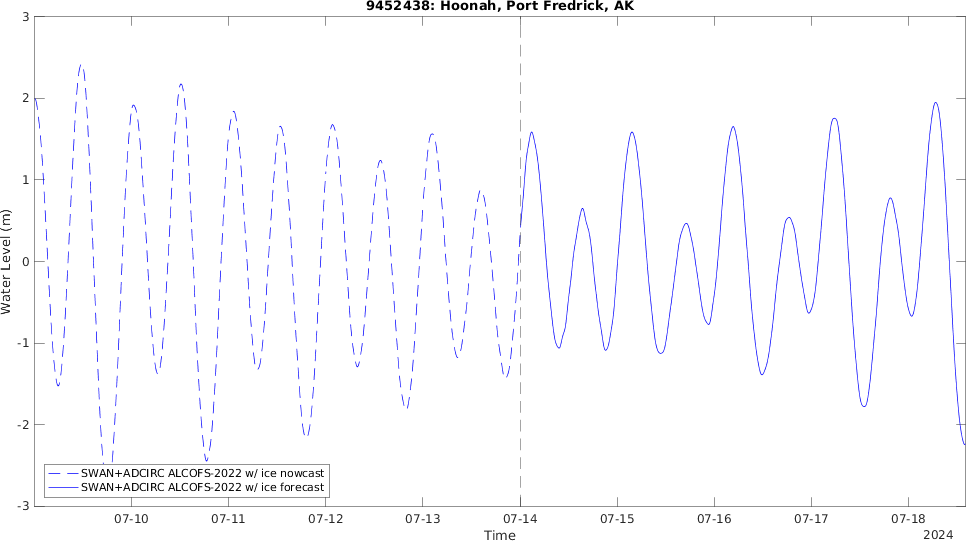 9452438: Hoonah, Port Fredrick, AK
3
2
1
0
-1
-2
-3
Water Level (m)
SWAN+ADCIRC ALCOFS-2022 w/ ice nowcast
SWAN+ADCIRC ALCOFS-2022 w/ ice forecast
07-10 07-11 07-12 07-13 07-14 07-15 07-16 07-17 07-18
Time
2024